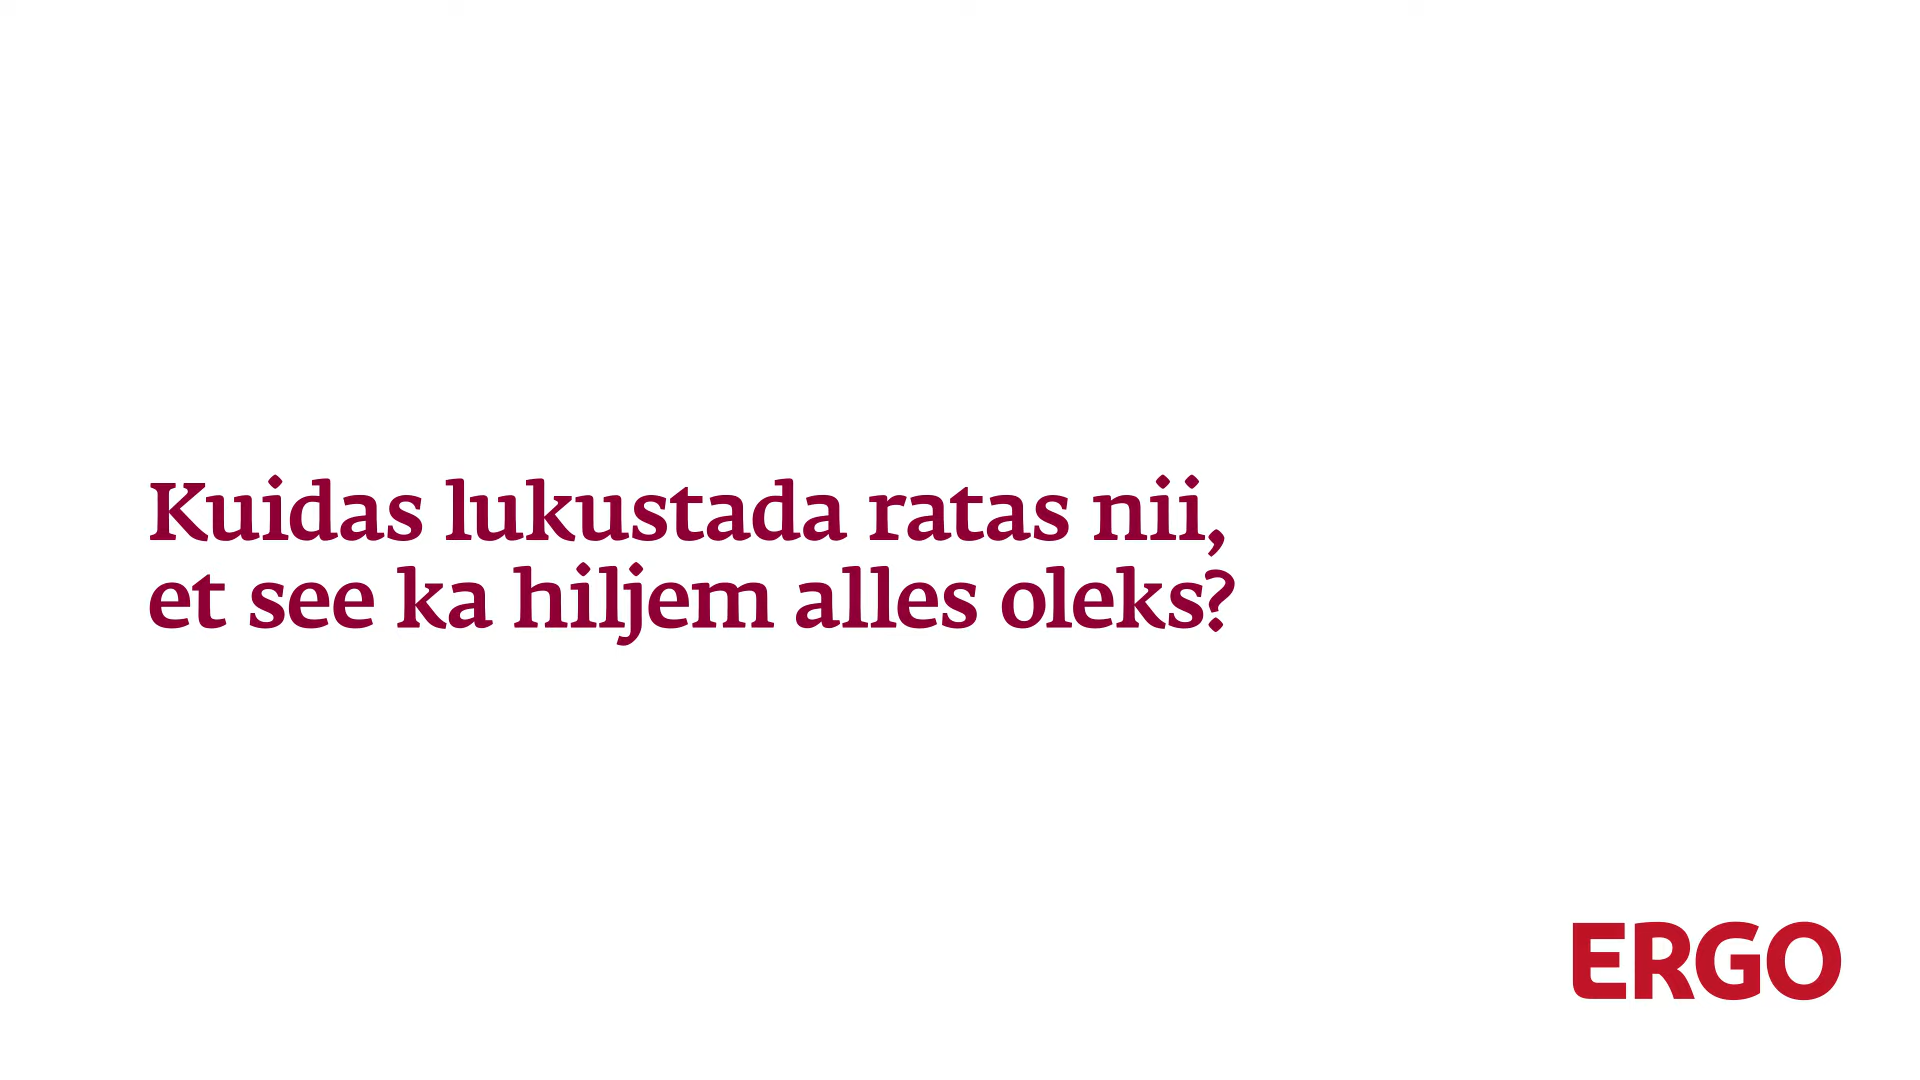 Kuidas lukustada ratas nii,
et see ka hiljem alles oleks?
ERGO